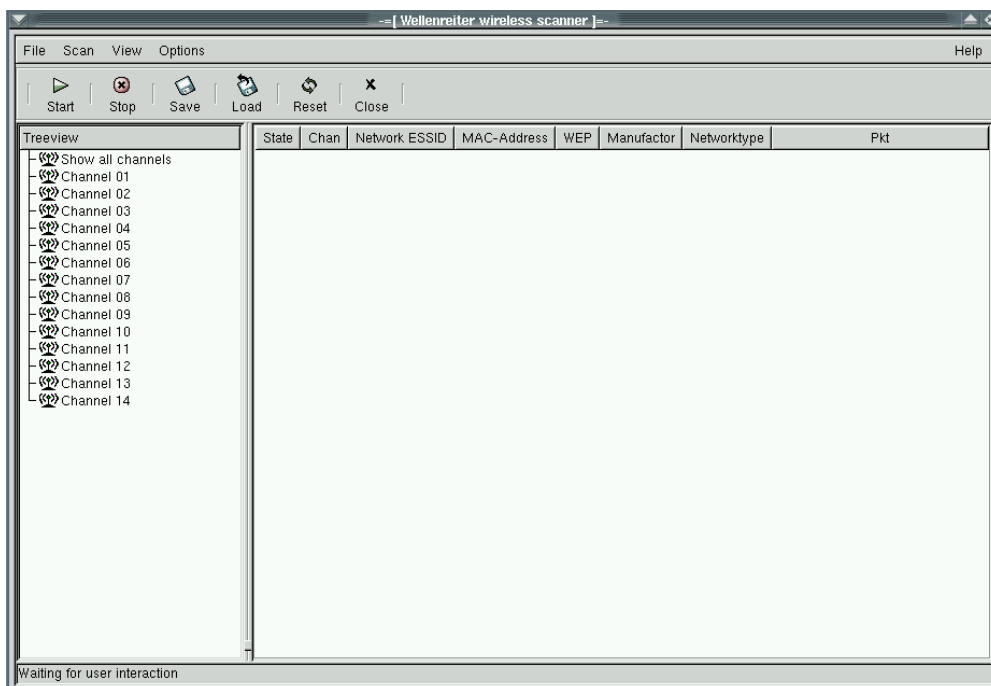 -=[ Wellenreiter wireless scanner ]=-
File Scan View Options Help
Start Stop Save Load Reset Close
Treeview
State Chan Network ESSID MAC-Address WEP Manufactor Networktype Pkt
Show all channels
Channel 01
Channel 02
Channel 03
Channel 04
Channel 05
Channel 06
Channel 07
Channel 08
Channel 09
Channel 10
Channel 11
Channel 12
Channel 13
Channel 14
Waiting for user interaction